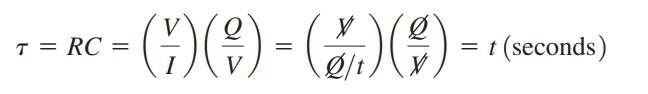 τ = RC = (V/I)(Q/V) = (V̸/(Q̸/t))(Q̸/V̸) = t (seconds)